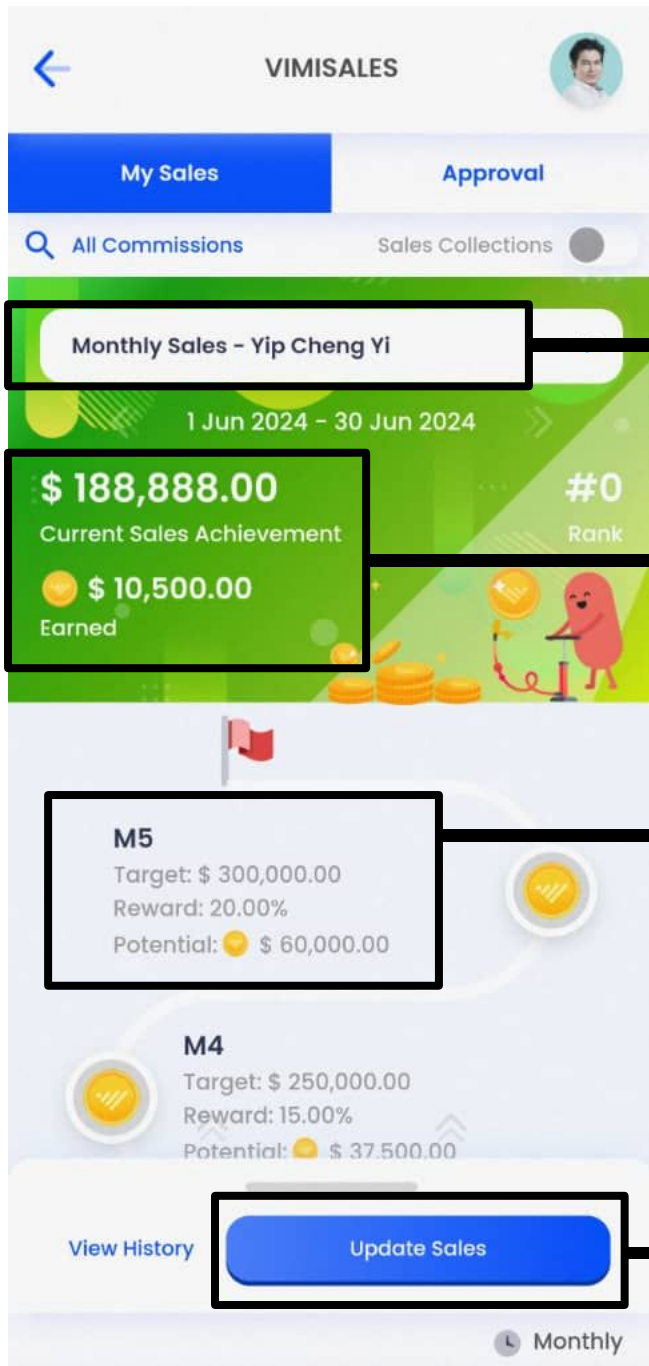 VIMISALES
My Sales
Approval
All Commissions
Sales Collections
Monthly Sales - Yip Cheng Yi
1 Jun 2024 - 30 Jun 2024
$ 188,888.00
#0
Current Sales Achievement
Rank
$ 10,500.00
Earned
M5
Target: $ 300,000.00
Reward: 20.00%
Potential: $ 60,000.00
M4
Target: $ 250,000.00
Reward: 15.00%
Potential: $ 37,500.00
View History
Update Sales
Monthly